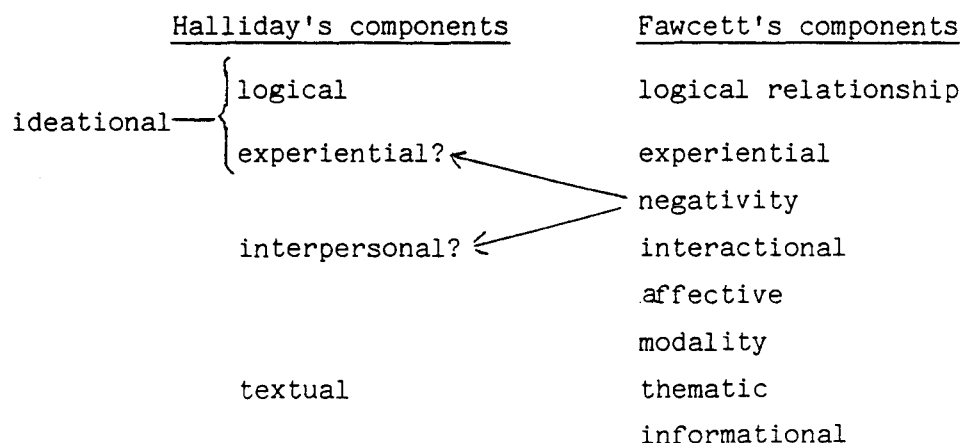 Halliday's components Fawcett's components
logical logical relationship
ideational
experiential? experiential
negativity
interpersonal? interactional
affective
modality
textual thematic
informational